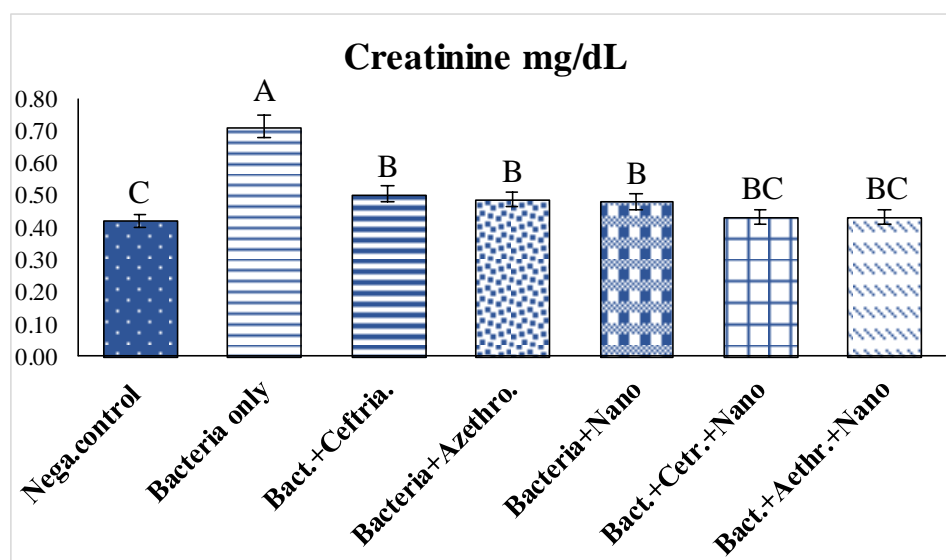 Creatinine mg/dL
0.80
0.70
0.60
0.50
0.40
0.30
0.20
0.10
0.00
C
A
B
B
B
BC
BC
Nega.control
Bacteria only
Bact.+Ceftria.
Bacteria+Azethro.
Bacteria+Nano
Bact.+Cetr.+Nano
Bact.+Aethr.+Nano